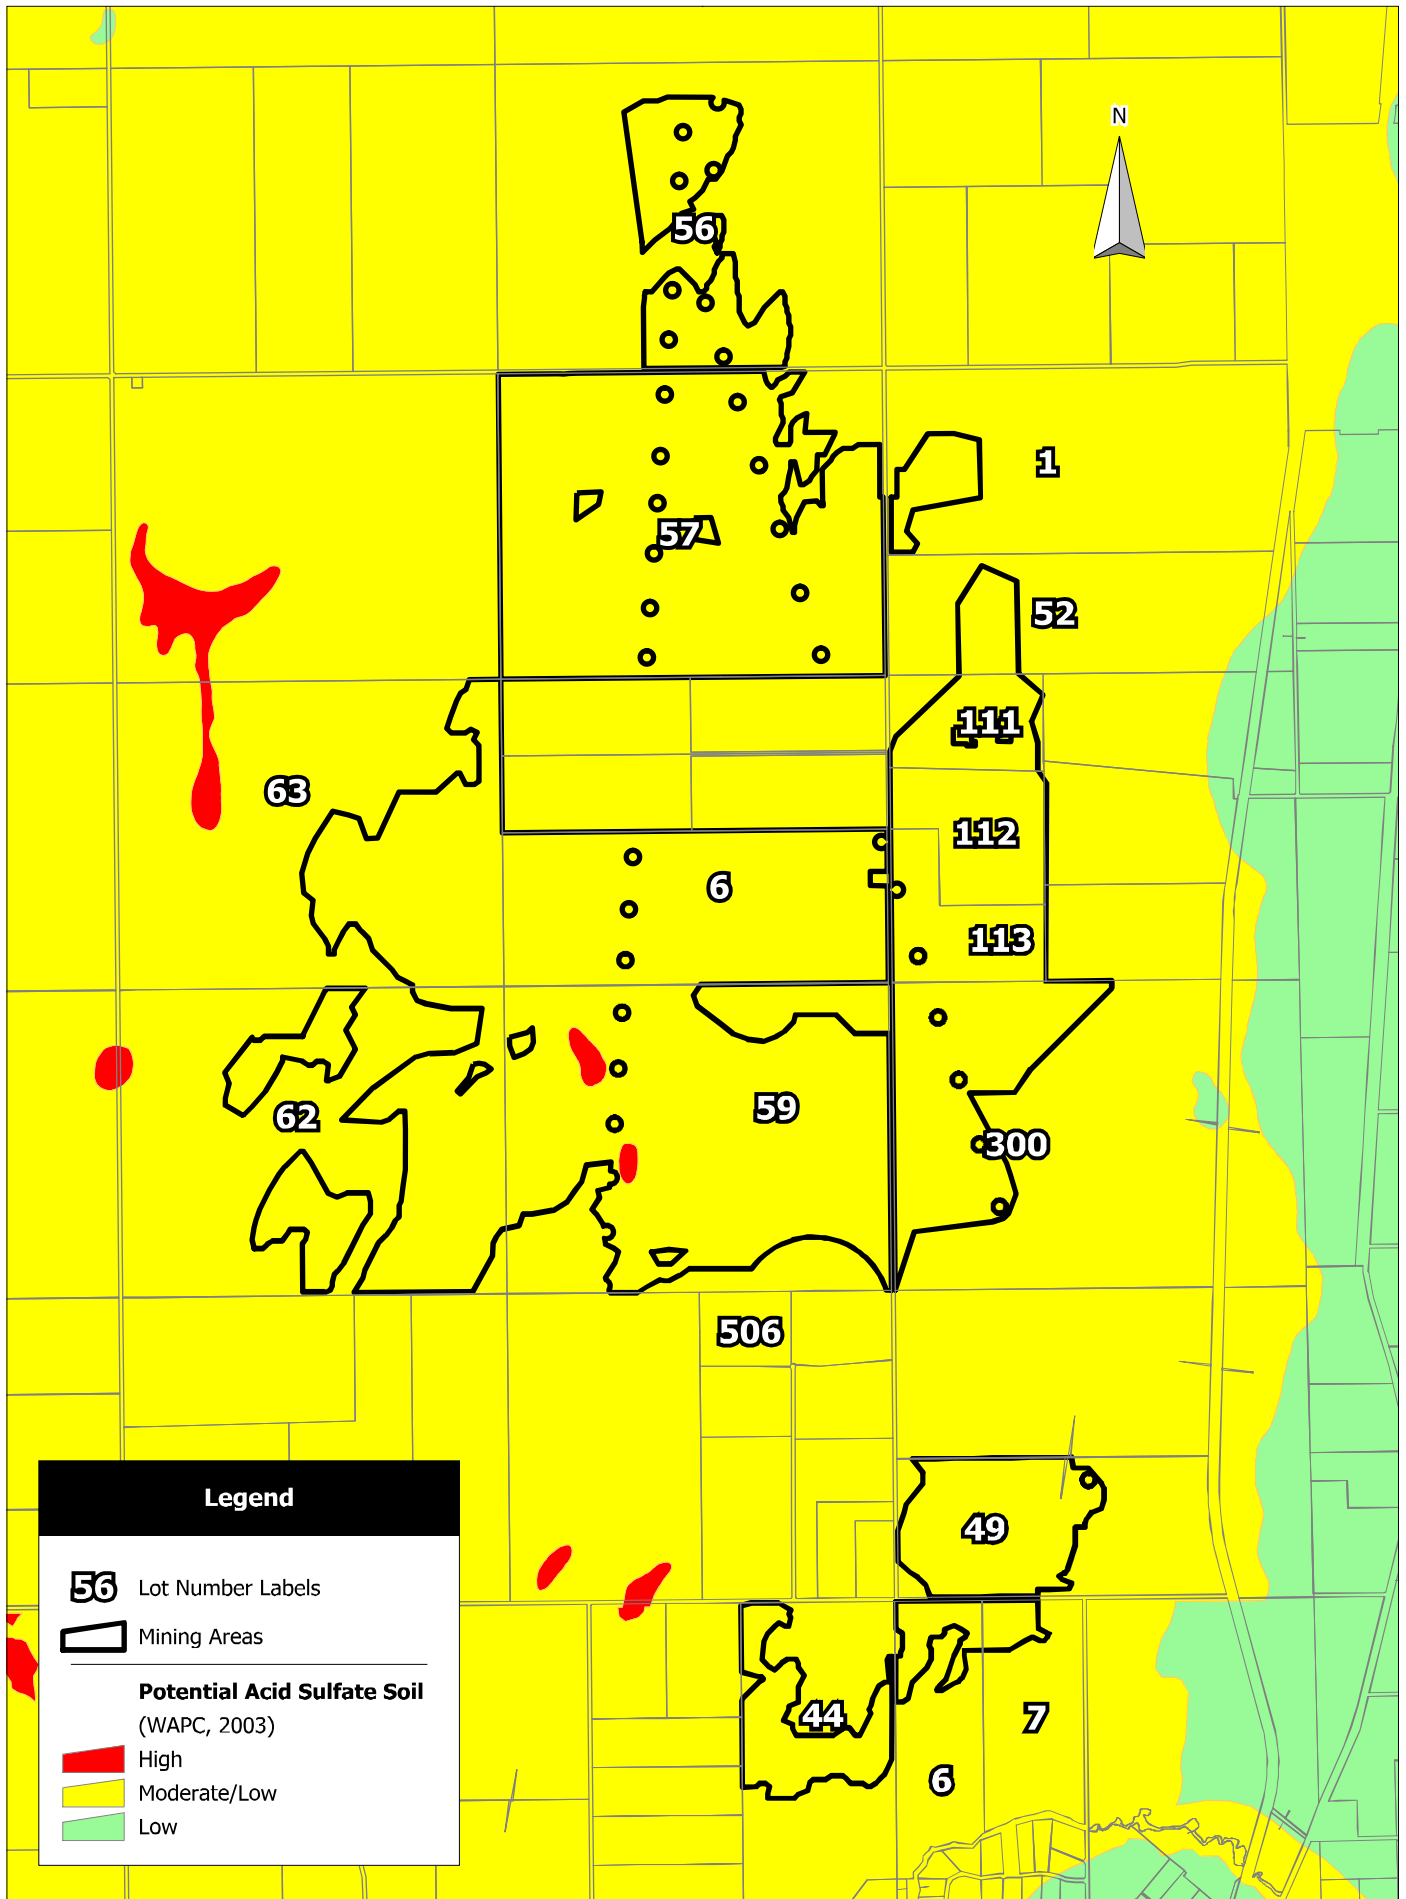 N
56
1
57
52
111
63
112
6
113
59
62
300
506
49
44
7
6
Legend
56 Lot Number Labels
Mining Areas
Potential Acid Sulfate Soil
(WAPC, 2003)
High
Moderate/Low
Low